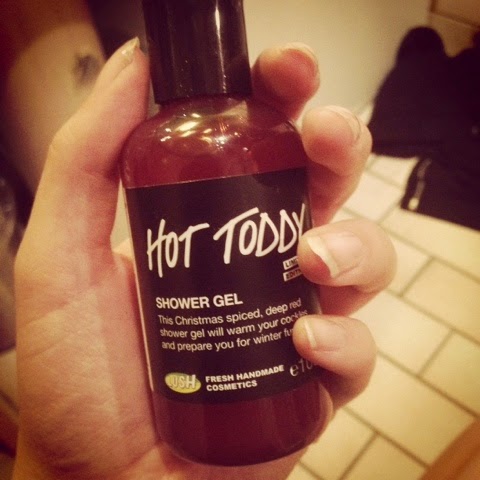 HOT TODDY
SHOWER GEL
This Christmas spiced, deep red
shower gel will warm your cockles
and prepare you for winter
LUSH
FRESH HANDMADE
COSMETICS